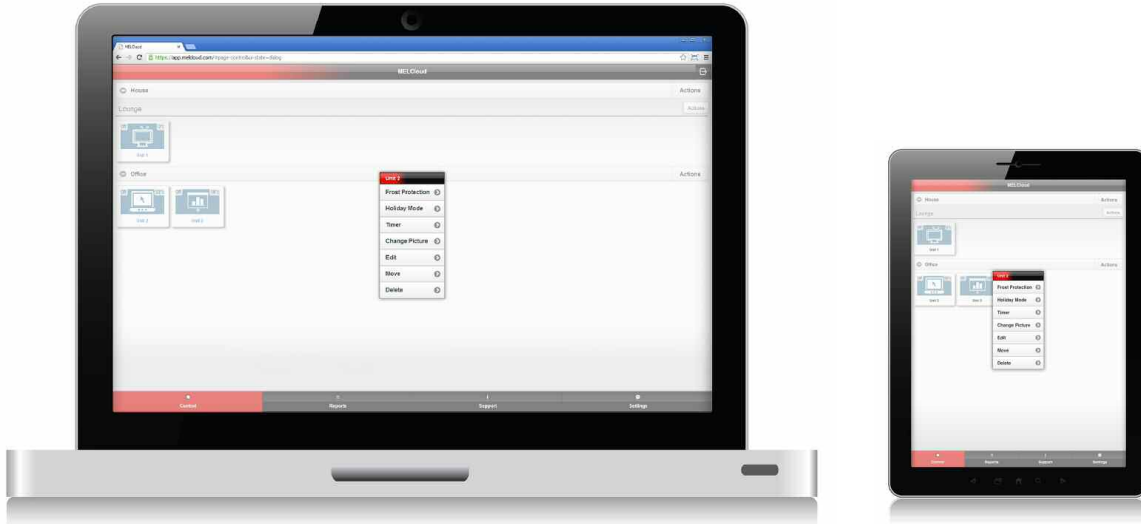 MELCloud
https://app.melcloud.com/
MELCloud
House
Actions
Lounge
Actions
Unit 1
Office
Actions
Unit 2
Frost Protection
Holiday Mode
Timer
Change Picture
Edit
Move
Delete
Control
Reports
Support
Settings
MELCloud
House
Actions
Lounge
Actions
Unit 1
Office
Actions
Frost Protection
Holiday Mode
Timer
Change Picture
Edit
Move
Delete
Control
Reports
Support
Settings